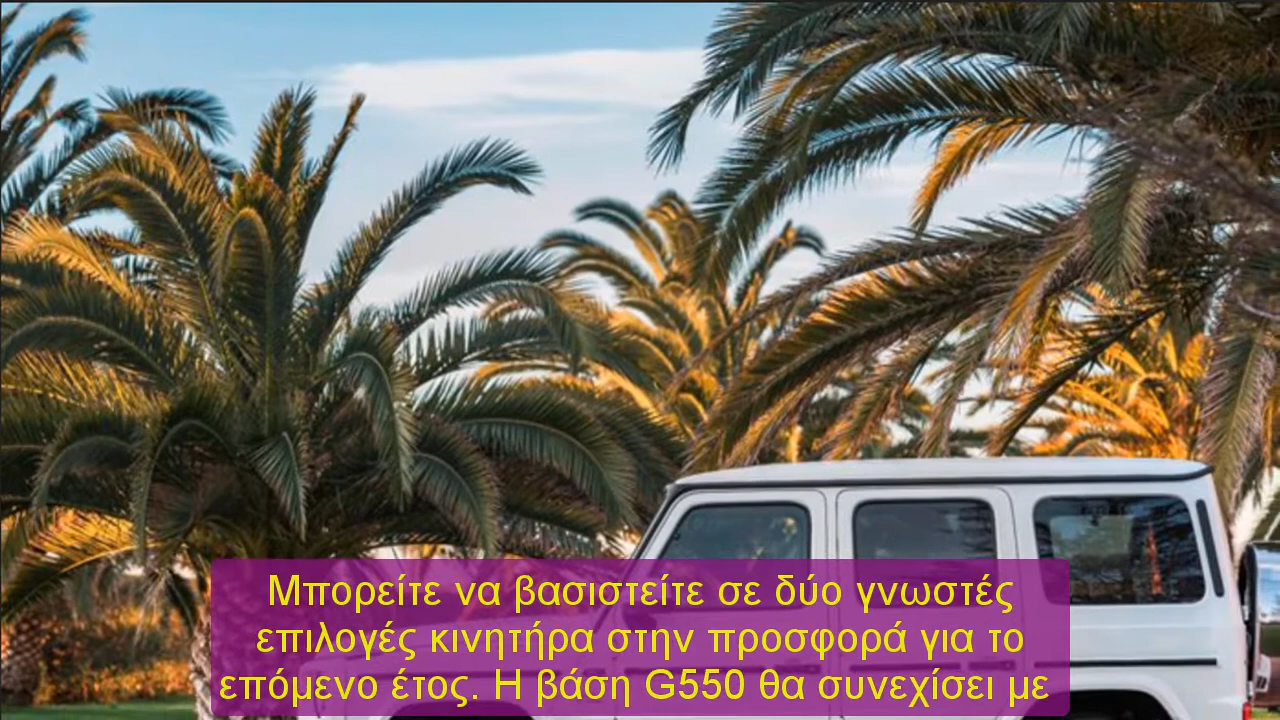 Μπορείτε να βασιστείτε σε δύο γνωστές
επιλογές κινητήρα στην προσφορά για το
επόμενο έτος. Η βάση G550 θα συνεχίσει με